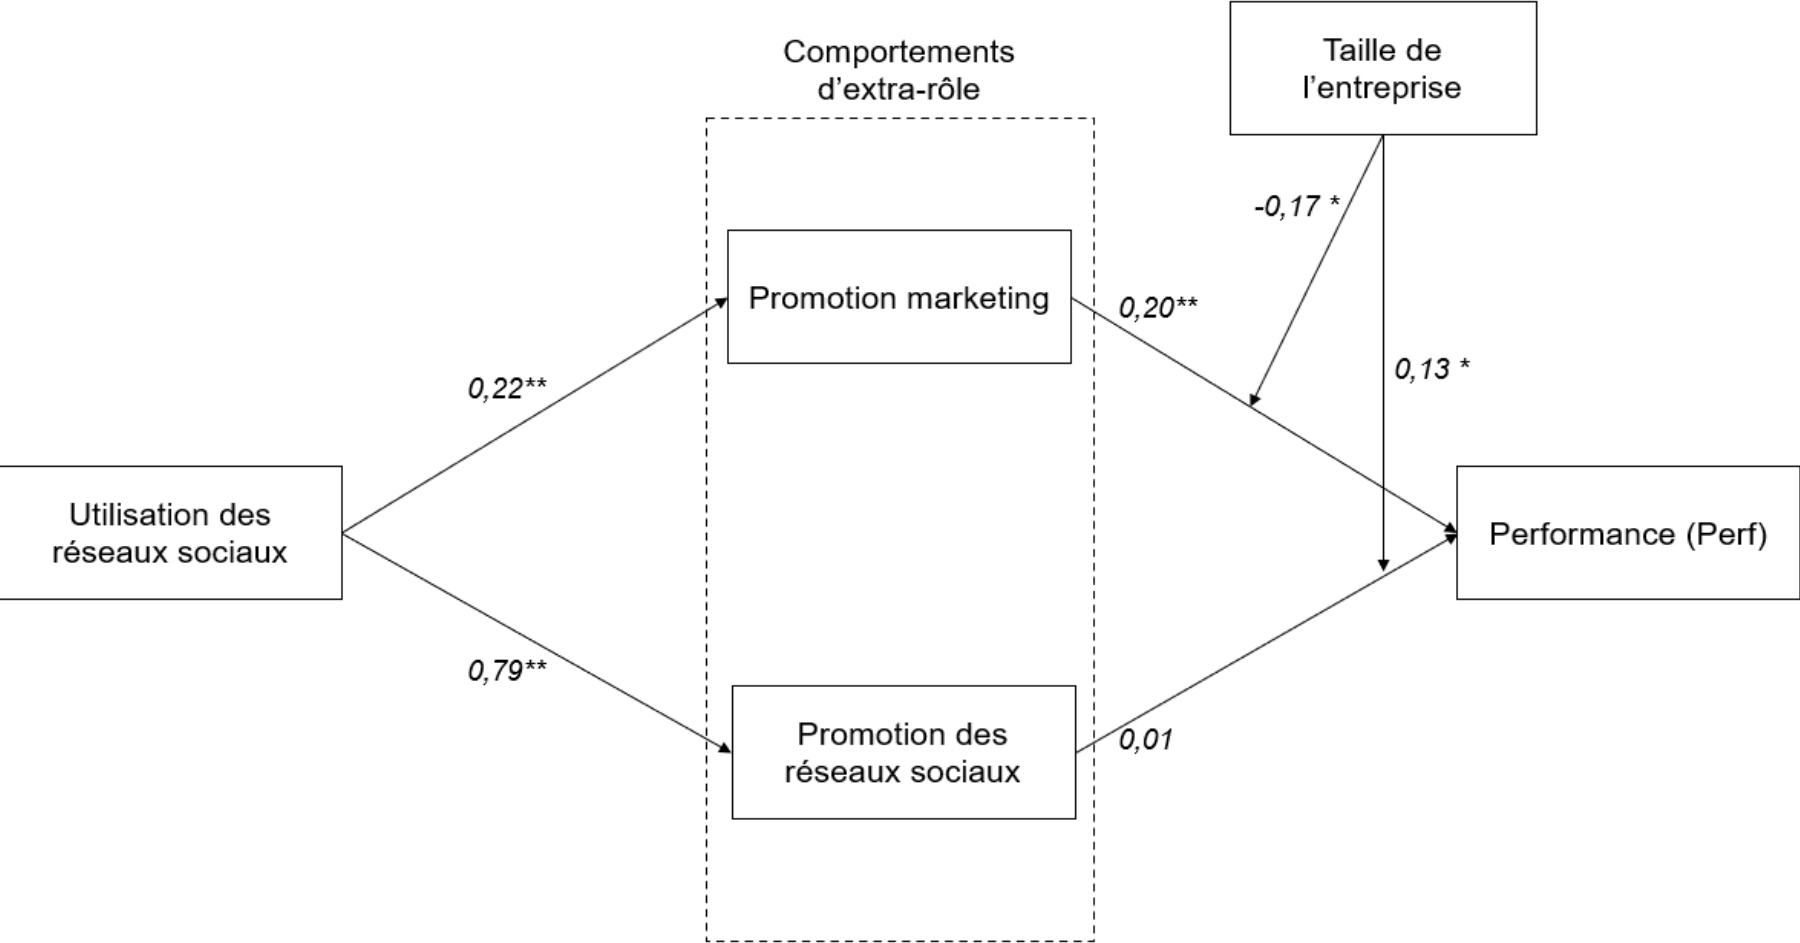 Comportements
d’extra-rôle
Taille de
l’entreprise
-0,17 *
Promotion marketing
0,20**
0,13 *
0,22**
Utilisation des
réseaux sociaux
Performance (Perf)
0,79**
Promotion des
réseaux sociaux
0,01